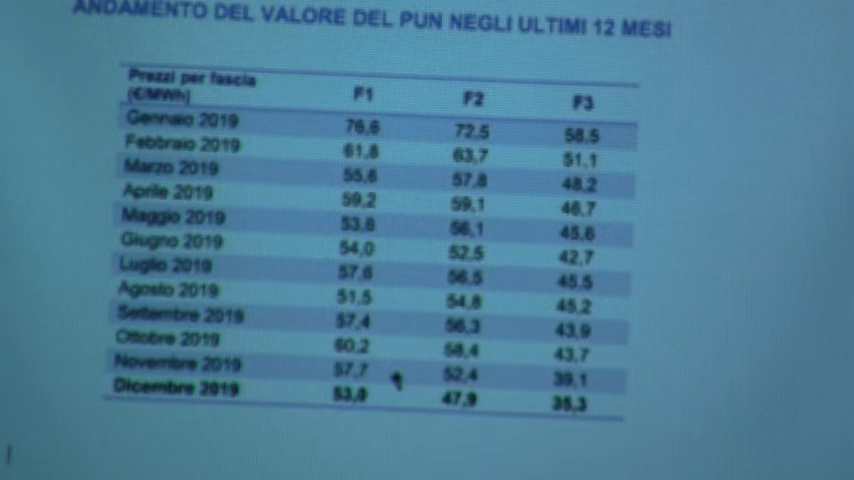 ANDAMENTO DEL VALORE DEL PUN NEGLI ULTIMI 12 MESI
Prezzi per fascia
(€/MWh) F1 F2 F3
Gennaio 2019 76,6 72,5 58,5
Febbraio 2019 61,8 63,7 51,1
Marzo 2019 55,6 57,8 48,2
Aprile 2019 59,2 59,1 46,7
Maggio 2019 53,8 56,1 45,6
Giugno 2019 54,0 52,5 42,7
Luglio 2019 57,6 56,5 45,5
Agosto 2019 51,5 54,8 45,2
Settembre 2019 57,4 56,3 43,9
Ottobre 2019 60,2 58,4 43,7
Novembre 2019 57,7 52,4 39,1
Dicembre 2019 47,9 35,3